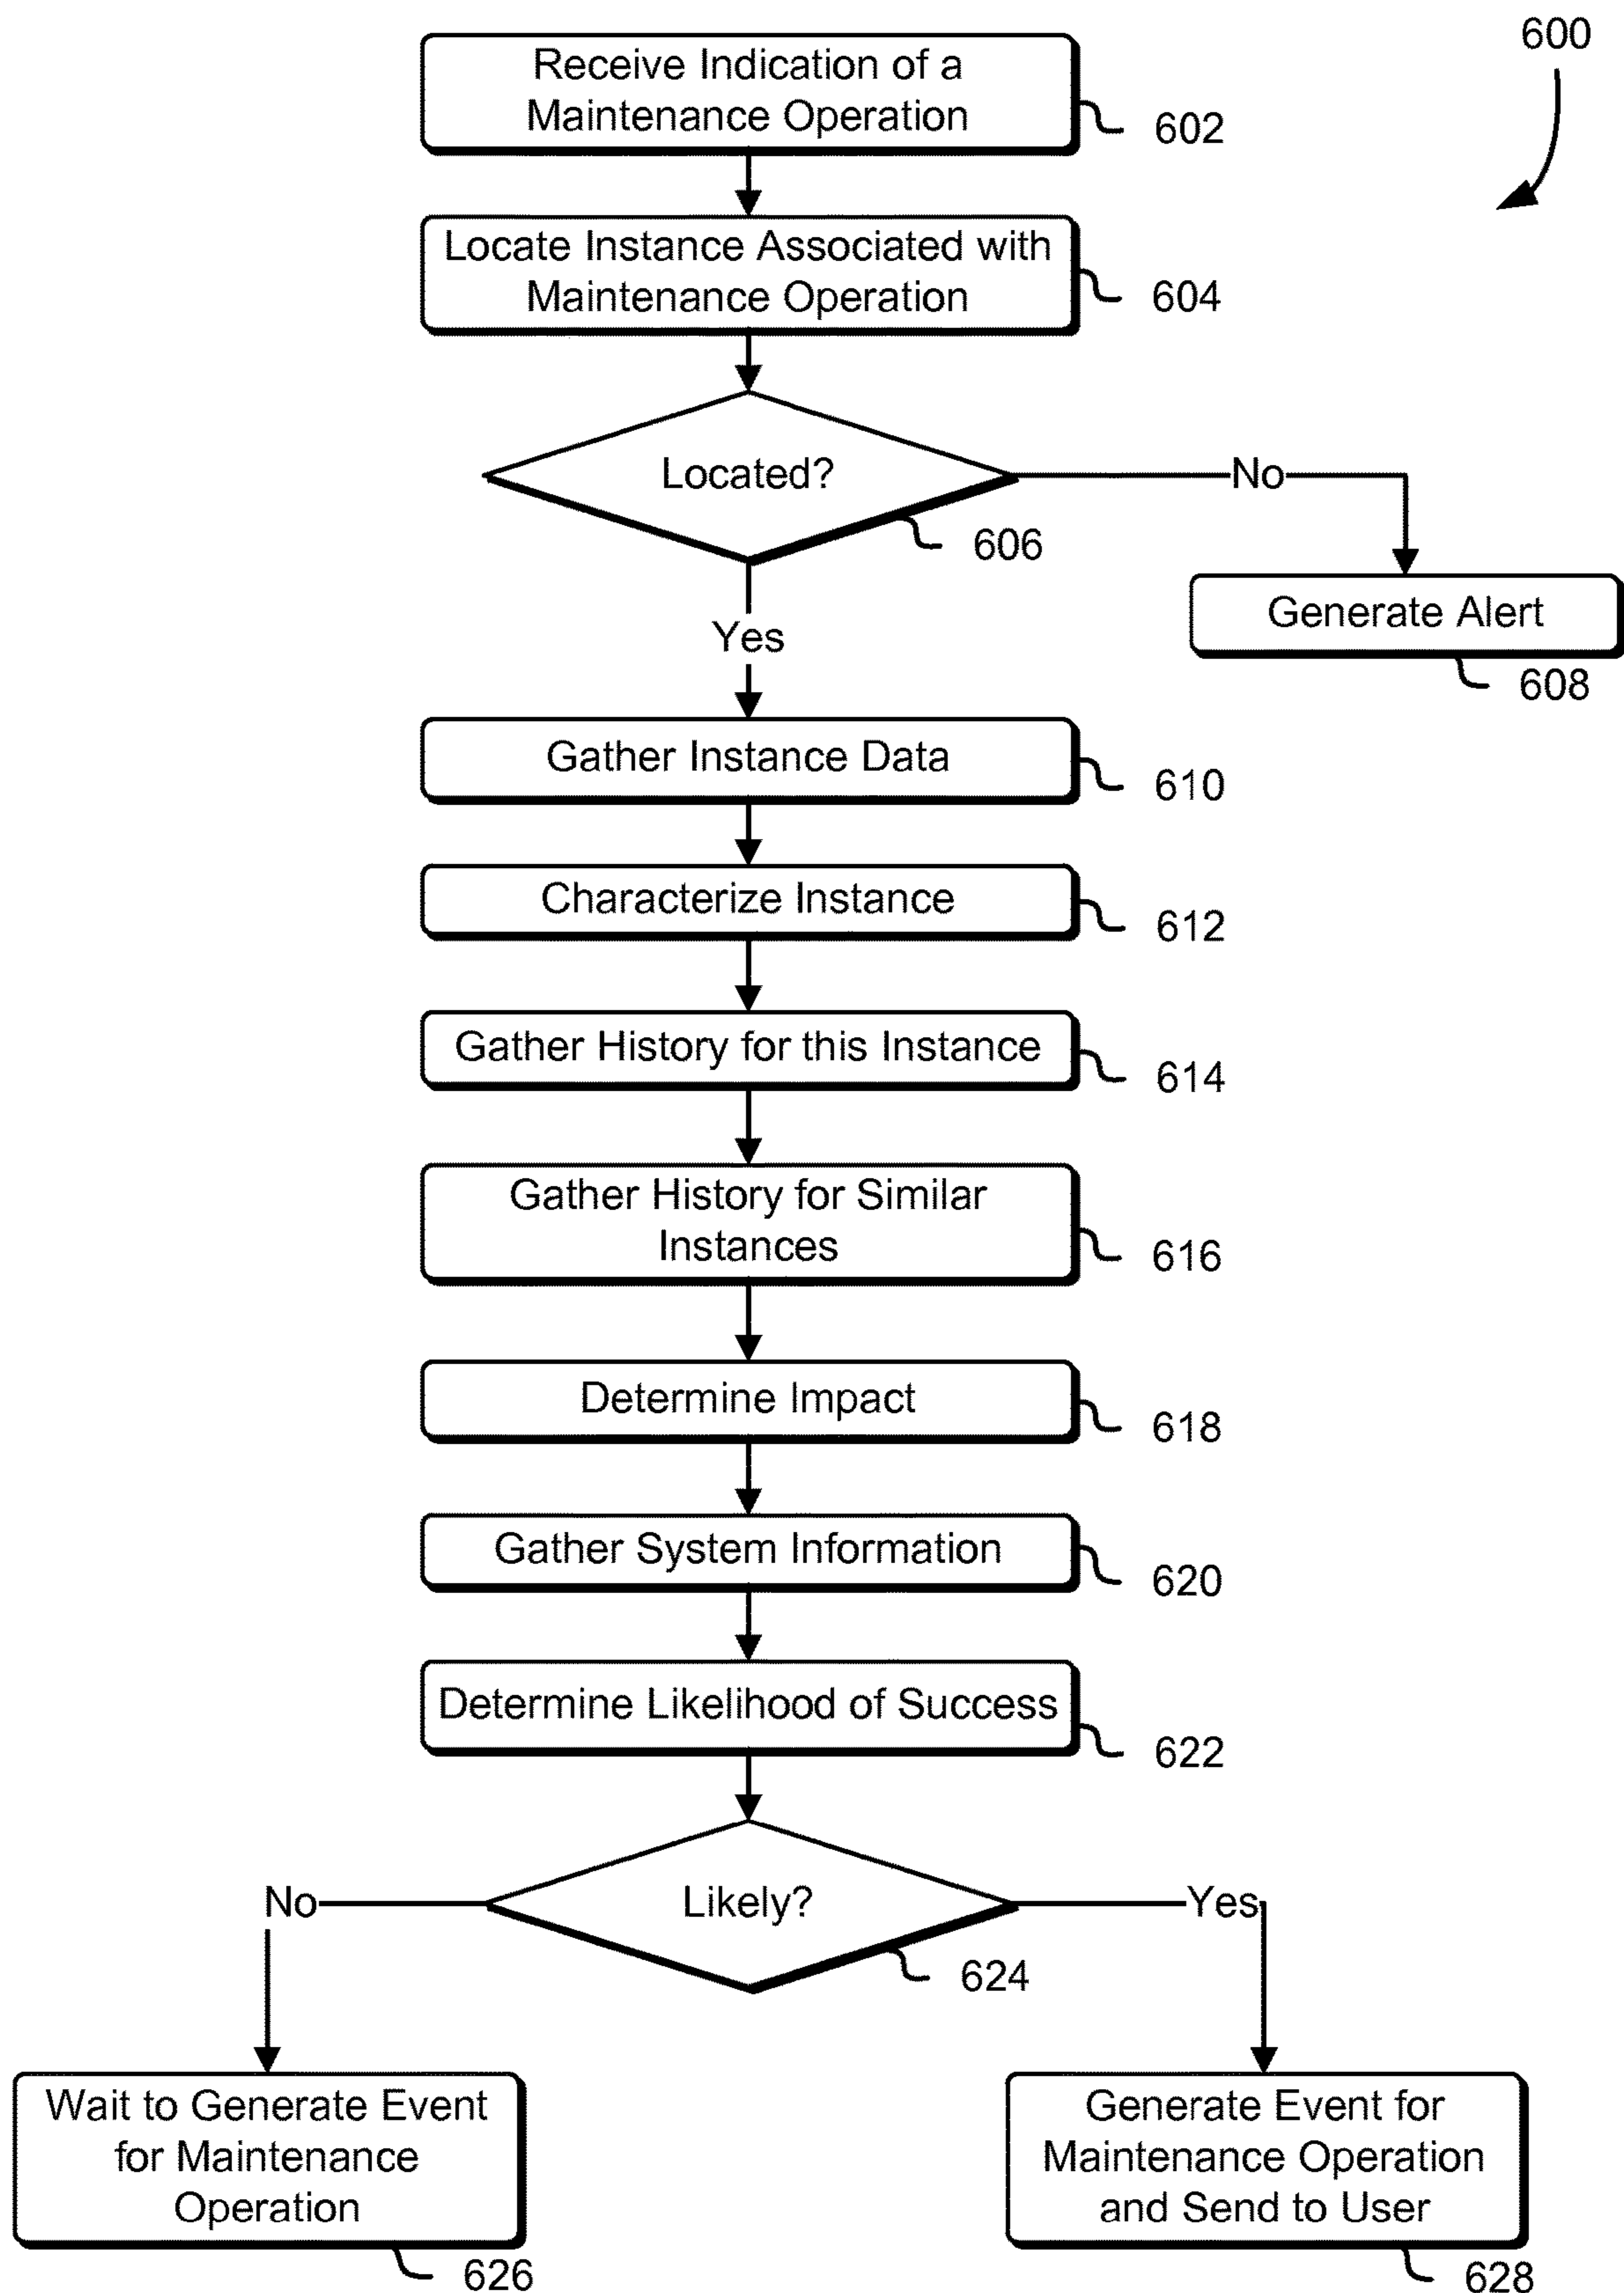 600
Receive Indication of a
Maintenance Operation
602
Locate Instance Associated with
Maintenance Operation
604
Located?
No
606
Generate Alert
608
Yes
Gather Instance Data
610
Characterize Instance
612
Gather History for this Instance
614
Gather History for Similar
Instances
616
Determine Impact
618
Gather System Information
620
Determine Likelihood of Success
622
No
Likely?
Yes
624
Wait to Generate Event
for Maintenance
Operation
626
Generate Event for
Maintenance Operation
and Send to User
628